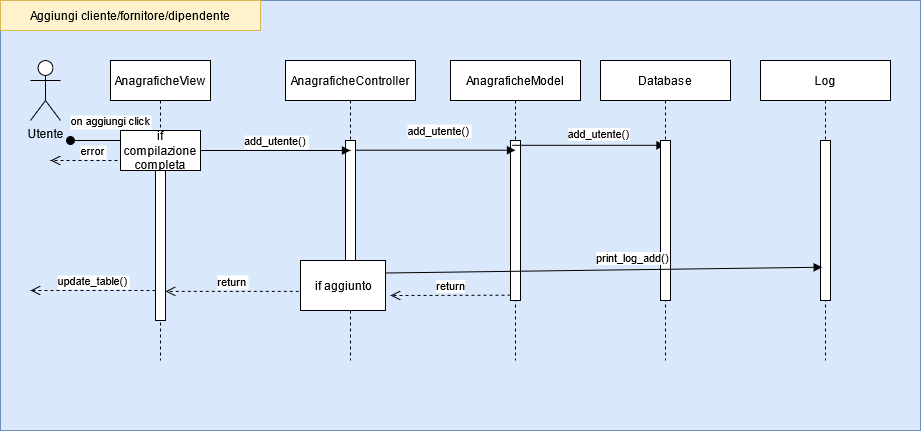 Aggiungi cliente/fornitore/dipendente
AnagraficheView
AnagraficheController
AnagraficheModel
Database
Log
Utente
on aggiungi click
if
compilazione
completa
error
add_utente()
add_utente()
add_utente()
print_log_add()
if aggiunto
update_table()
return
return